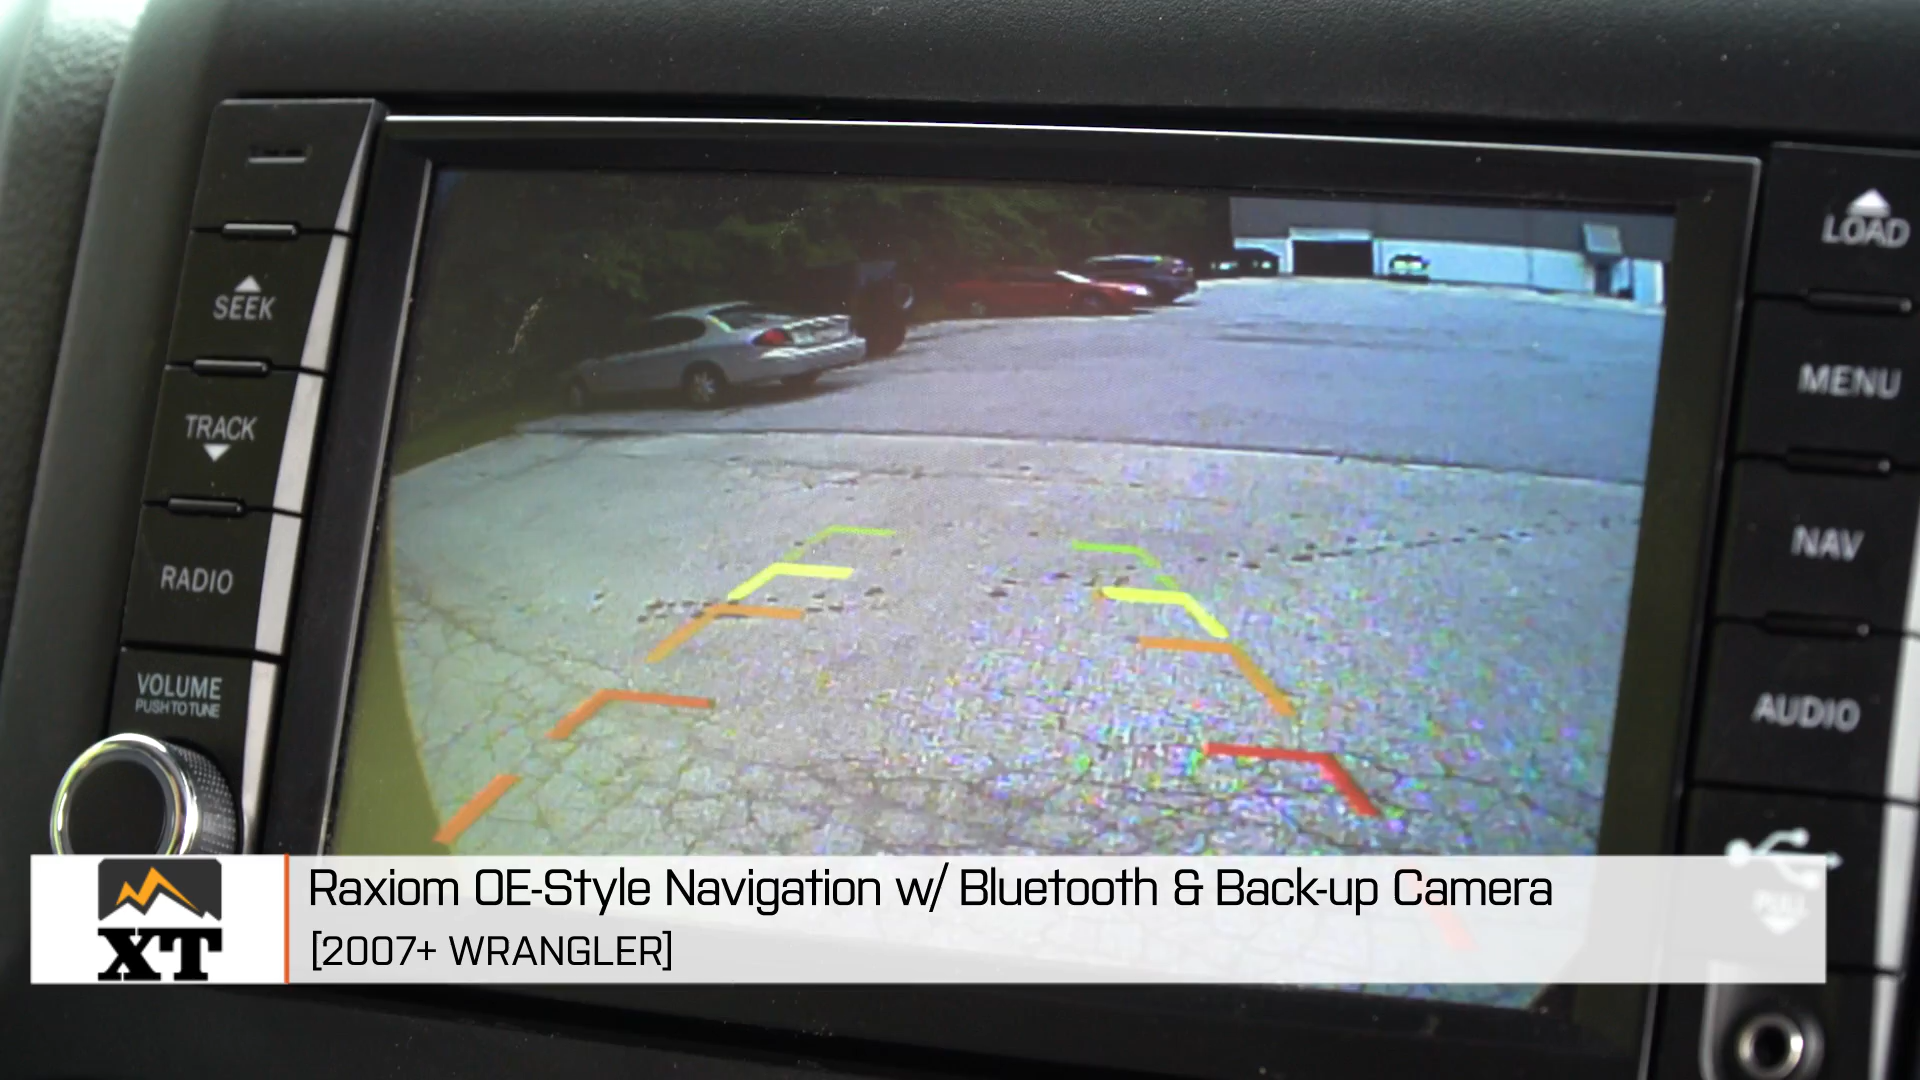 SEEK
TRACK
RADIO
VOLUME
PUSH TO TUNE
LOAD
MENU
NAV
AUDIO
PULL
XT
Raxiom OE-Style Navigation w/ Bluetooth & Back-up Camera
[2007+ WRANGLER]